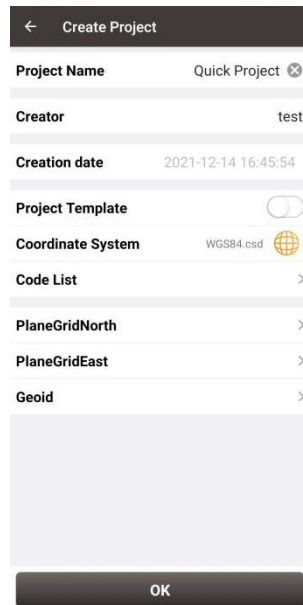 Create Project
Project Name Quick Project
Creator test
Creation date 2021-12-14 16:45:54
Project Template
Coordinate System WGS84.csd
Code List
PlaneGridNorth
PlaneGridEast
Geoid
OK